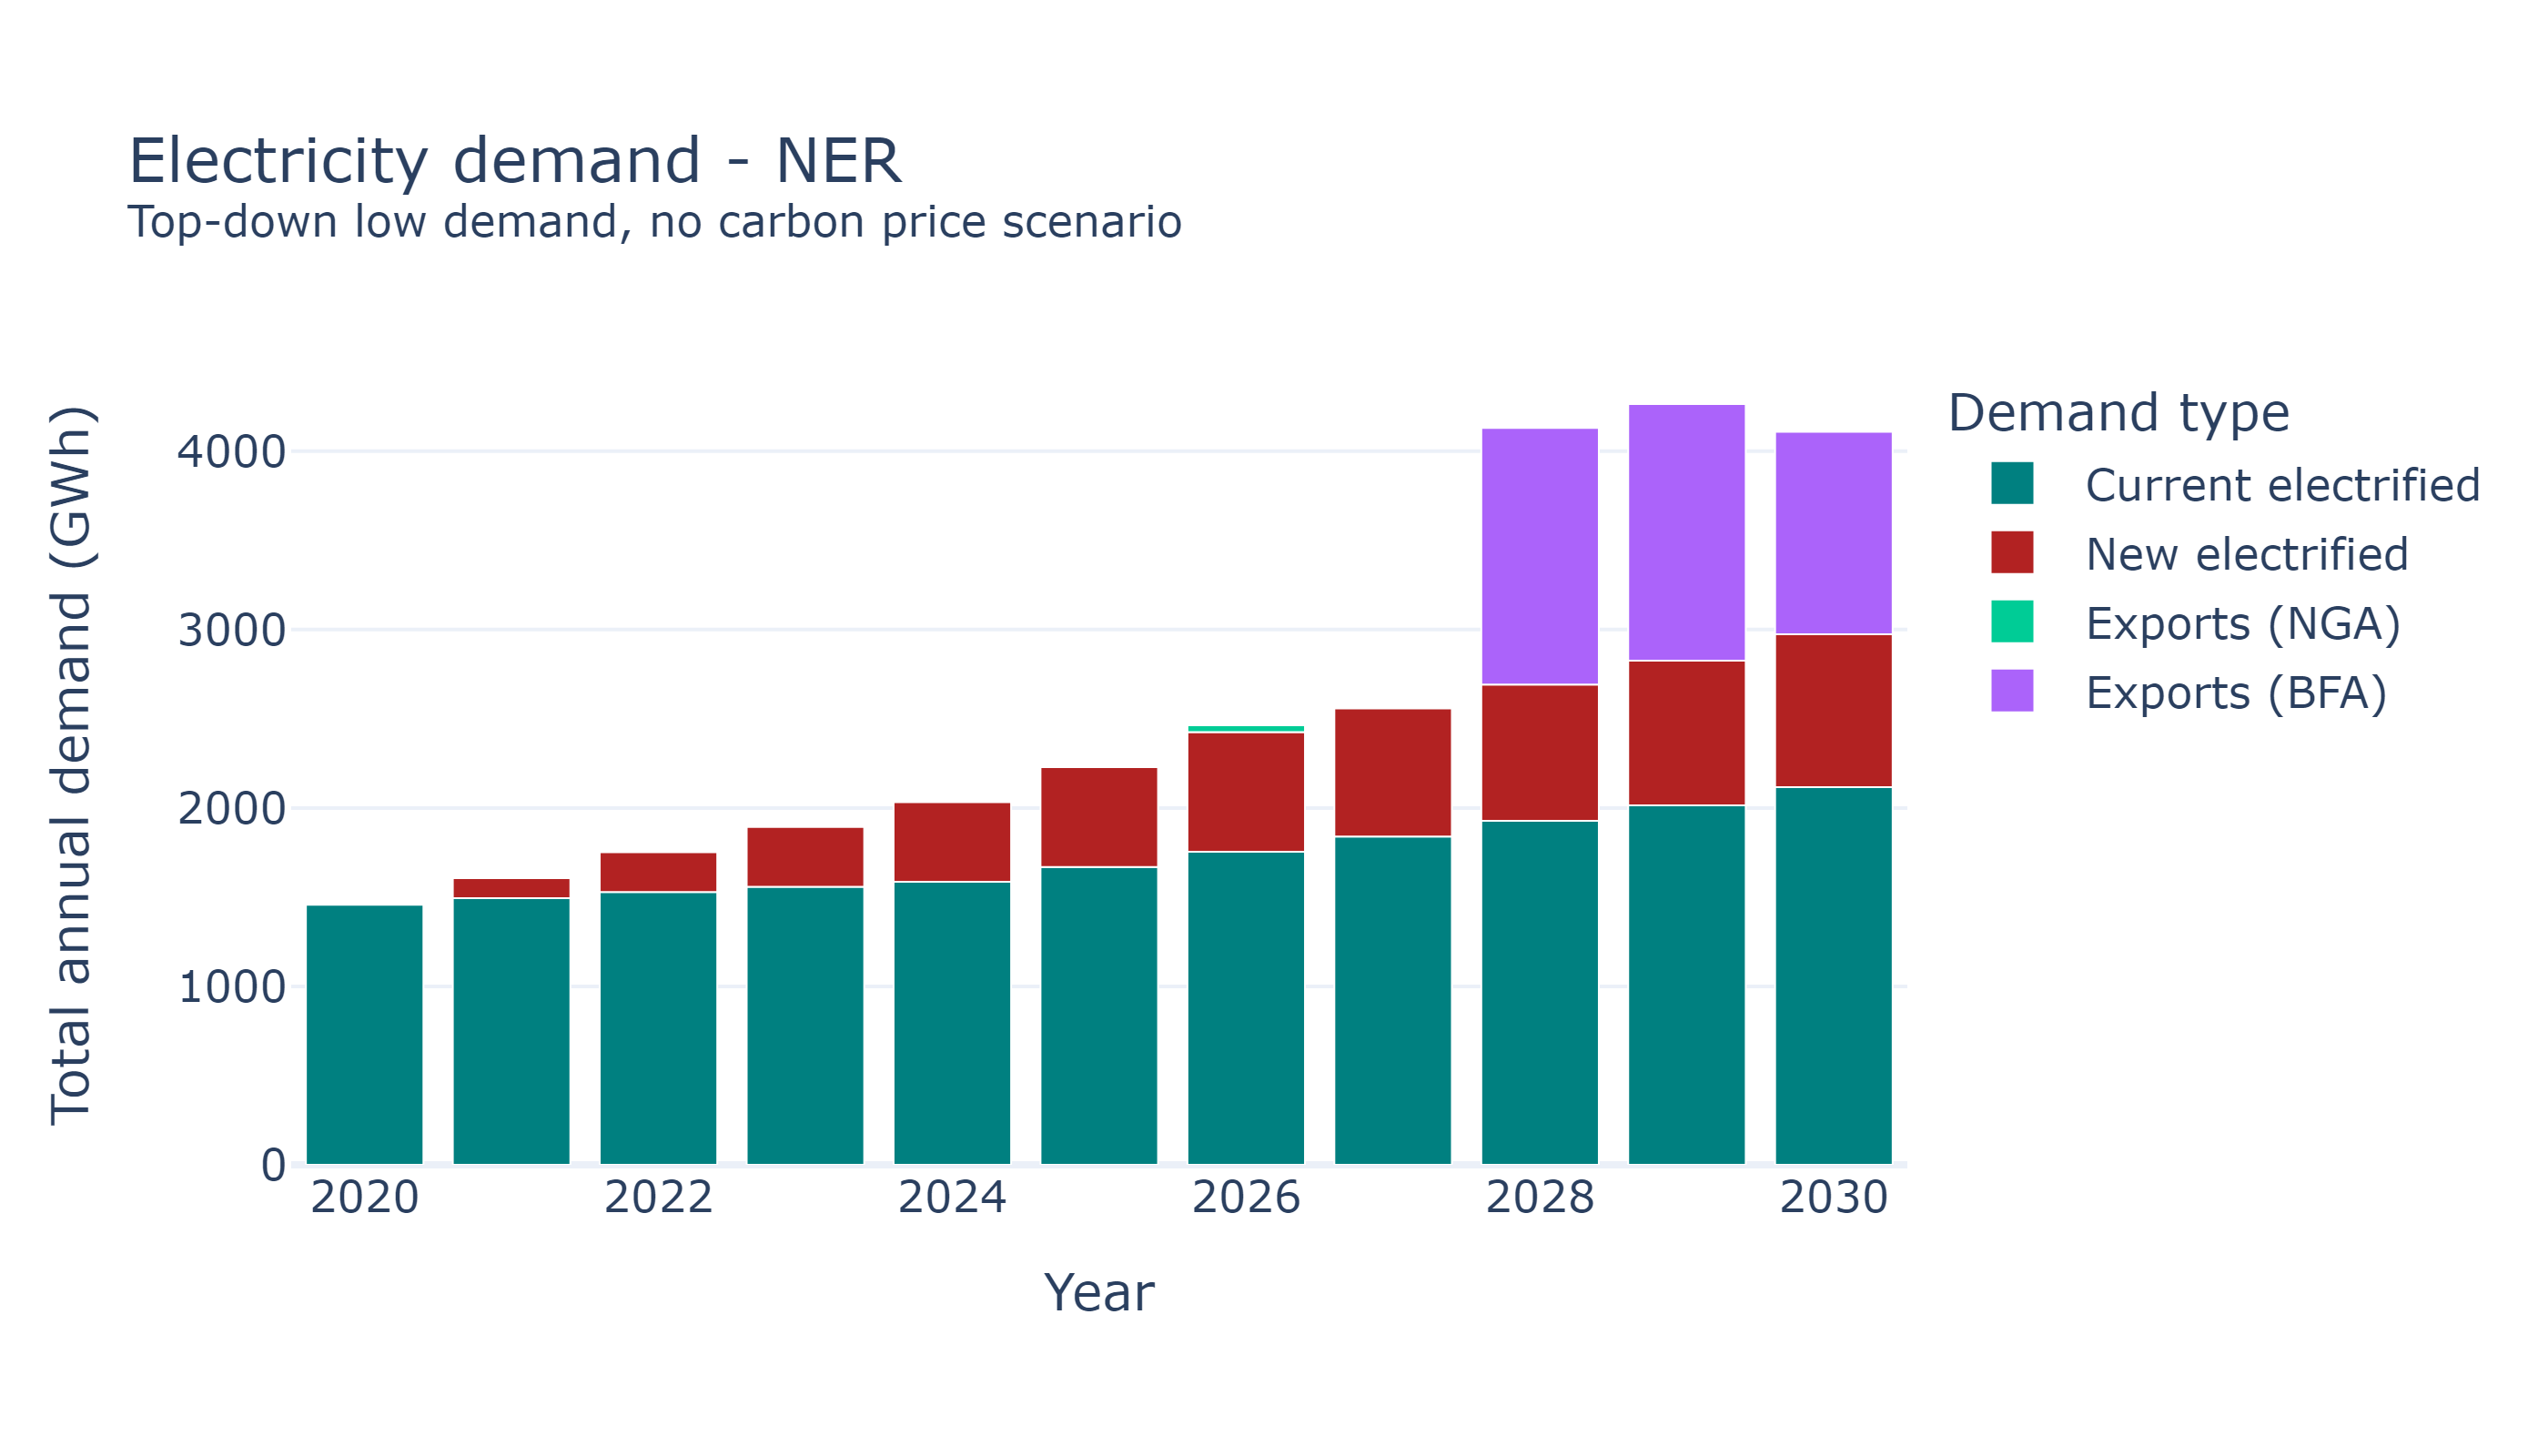 Electricity demand - NER
Top-down low demand, no carbon price scenario
Total annual demand (GWh)
4000
3000
2000
1000
0
2020
2022
2024
2026
2028
2030
Year
Demand type
Current electrified
New electrified
Exports (NGA)
Exports (BFA)